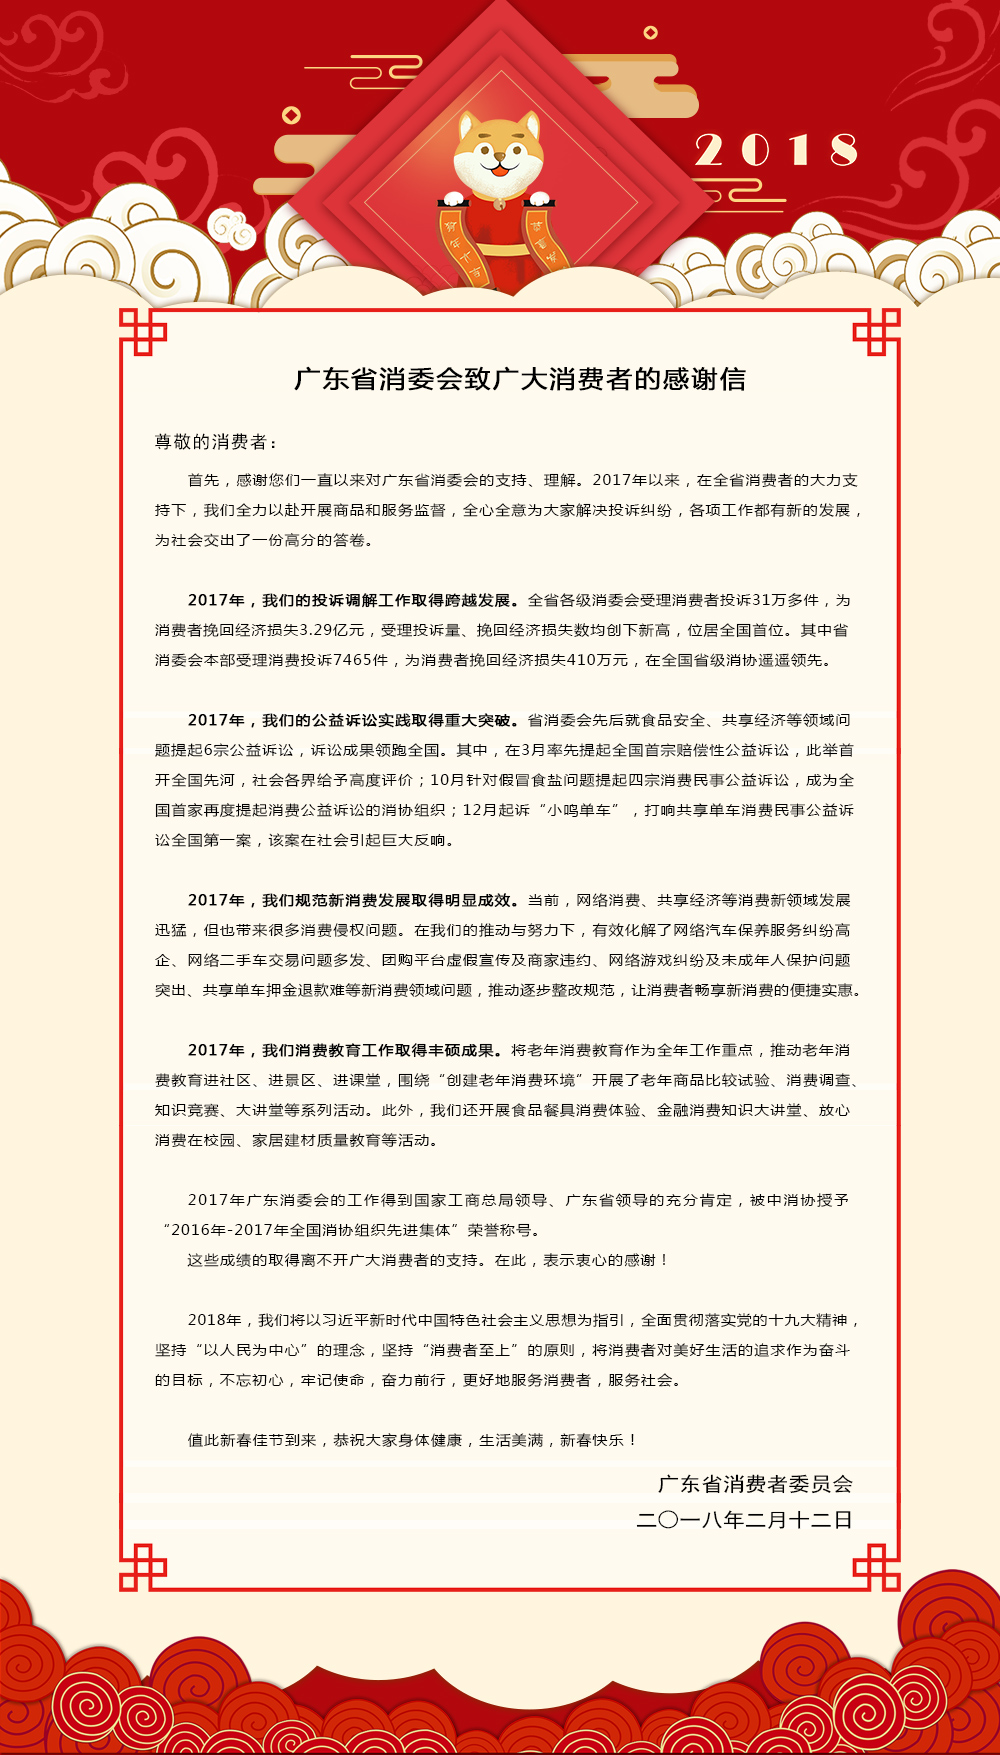 2018
广东省消委会致广大消费者的感谢信
尊敬的消费者：
首先，感谢您们一直以来对广东省消委会的支持、理解。2017年以来，在全省消费者的大力支
持下，我们全力以赴开展商品和服务监督，全心全意为大家解决投诉纠纷，各项工作都有新的发展，
为社会交出了一份高分的答卷。
2017年，我们的投诉调解工作取得跨越发展。全省各级消委会受理消费者投诉31万多件，为
消费者挽回经济损失3.29亿元，受理投诉量、挽回经济损失数均创下新高，位居全国首位。其中省
消委会本部受理消费投诉7465件，为消费者挽回经济损失410万元，在全国省级消协遥遥领先。
2017年，我们的公益诉讼实践取得重大突破。省消委会先后就食品安全、共享经济等领域问
题提起6宗公益诉讼，诉讼成果领跑全国。其中，在3月率先提起全国首宗赔偿性公益诉讼，此举首
开全国先河，社会各界给予高度评价；10月针对假冒食盐问题提起四宗消费民事公益诉讼，成为全
国首家再度提起消费公益诉讼的消协组织；12月起诉“小鸣单车”，打响共享单车消费民事公益诉
讼全国第一案，该案在社会引起巨大反响。
2017年，我们规范新消费发展取得明显成效。当前，网络消费、共享经济等消费新领域发展
迅猛，但也带来很多消费侵权问题。在我们的推动与努力下，有效化解了网络汽车保养服务纠纷高
企、网络二手车交易问题多发、团购平台虚假宣传及商家违约、网络游戏纠纷及未成年人保护问题
突出、共享单车押金退款难等新消费领域问题，推动逐步整改规范，让消费者畅享新消费的便捷实惠。
2017年，我们消费教育工作取得丰硕成果。将老年消费教育作为全年工作重点，推动老年消
费教育进社区、进景区、进课堂，围绕“创建老年消费环境”开展了老年商品比较试验、消费调查、
知识竞赛、大讲堂等系列活动。此外，我们还开展食品餐具消费体验、金融消费知识大讲堂、放心
消费在校园、家居建材质量教育等活动。
2017年广东消委会的工作得到国家工商总局领导、广东省领导的充分肯定，被中消协授予
“2016年-2017年全国消协组织先进集体”荣誉称号。
这些成绩的取得离不开广大消费者的支持。在此，表示衷心的感谢！
2018年，我们将以习近平新时代中国特色社会主义思想为指引，全面贯彻落实党的十九大精神，
坚持“以人民为中心”的理念，坚持“消费者至上”的原则，将消费者对美好生活的追求作为奋斗
的目标，不忘初心，牢记使命，奋力前行，更好地服务消费者，服务社会。
值此新春佳节到来，恭祝大家身体健康，生活美满，新春快乐！
广东省消费者委员会
二〇一八年二月十二日